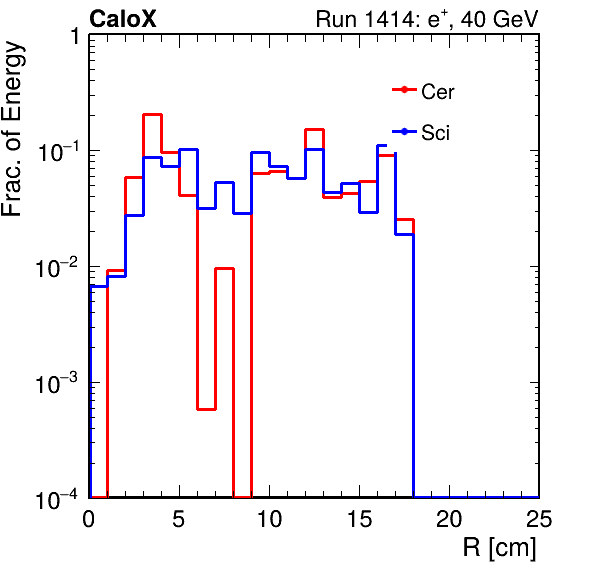 CaloX Run 1414: e⁺, 40 GeV
Frac. of Energy
1
10⁻¹
10⁻²
10⁻³
10⁻⁴
Cer
Sci
0 5 10 15 20 25
R [cm]